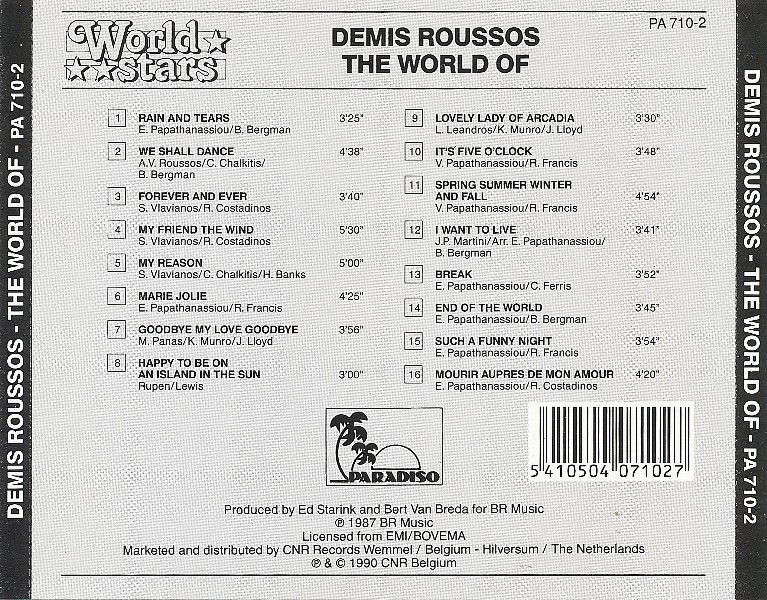 World
stars
DEMIS ROUSSOS
THE WORLD OF
PA 710-2
DEMIS ROUSSOS - THE WORLD OF - PA 710-2
1 RAIN AND TEARS 3'25"
E. Papathanassiou/B. Bergman
2 WE SHALL DANCE 4'38"
A.V. Roussos/C. Chalkitis/
B. Bergman
3 FOREVER AND EVER 3'40"
S. Vlavianos/R. Costadinos
4 MY FRIEND THE WIND 5'30"
S. Vlavianos/R. Costadinos
5 MY REASON 5'00"
S. Vlavianos/C. Chalkitis/H. Banks
6 MARIE JOLIE 4'25"
E. Papathanassiou/R. Francis
7 GOODBYE MY LOVE GOODBYE 3'56"
M. Panas/K. Munro/J. Lloyd
8 HAPPY TO BE ON
AN ISLAND IN THE SUN 3'00"
Rupen/Lewis
9 LOVELY LADY OF ARCADIA 3'30"
L. Leandros/K. Munro/J. Lloyd
10 IT'S FIVE O'CLOCK 3'48"
V. Papathanassiou/R. Francis
11 SPRING SUMMER WINTER
AND FALL 4'54"
V. Papathanassiou/R. Francis
12 I WANT TO LIVE 3'41"
J.P. Martini/Arr. E. Papathanassiou/
B. Bergman
13 BREAK 3'52"
E. Papathanassiou/C. Ferris
14 END OF THE WORLD 3'45"
E. Papathanassiou/B. Bergman
15 SUCH A FUNNY NIGHT 3'54"
E. Papathanassiou/R. Francis
16 MOURIR AUPRES DE MON AMOUR 4'20"
E. Papathanassiou/R. Costadinos
PARADISO
5 410504 071027
Produced by Ed Starink and Bert Van Breda for BR Music
℗ 1987 BR Music
Licensed from EMI/BOVEMA
Marketed and distributed by CNR Records Wemmel / Belgium - Hilversum / The Netherlands
℗ & © 1990 CNR Belgium
DEMIS ROUSSOS - THE WORLD OF - PA 710-2